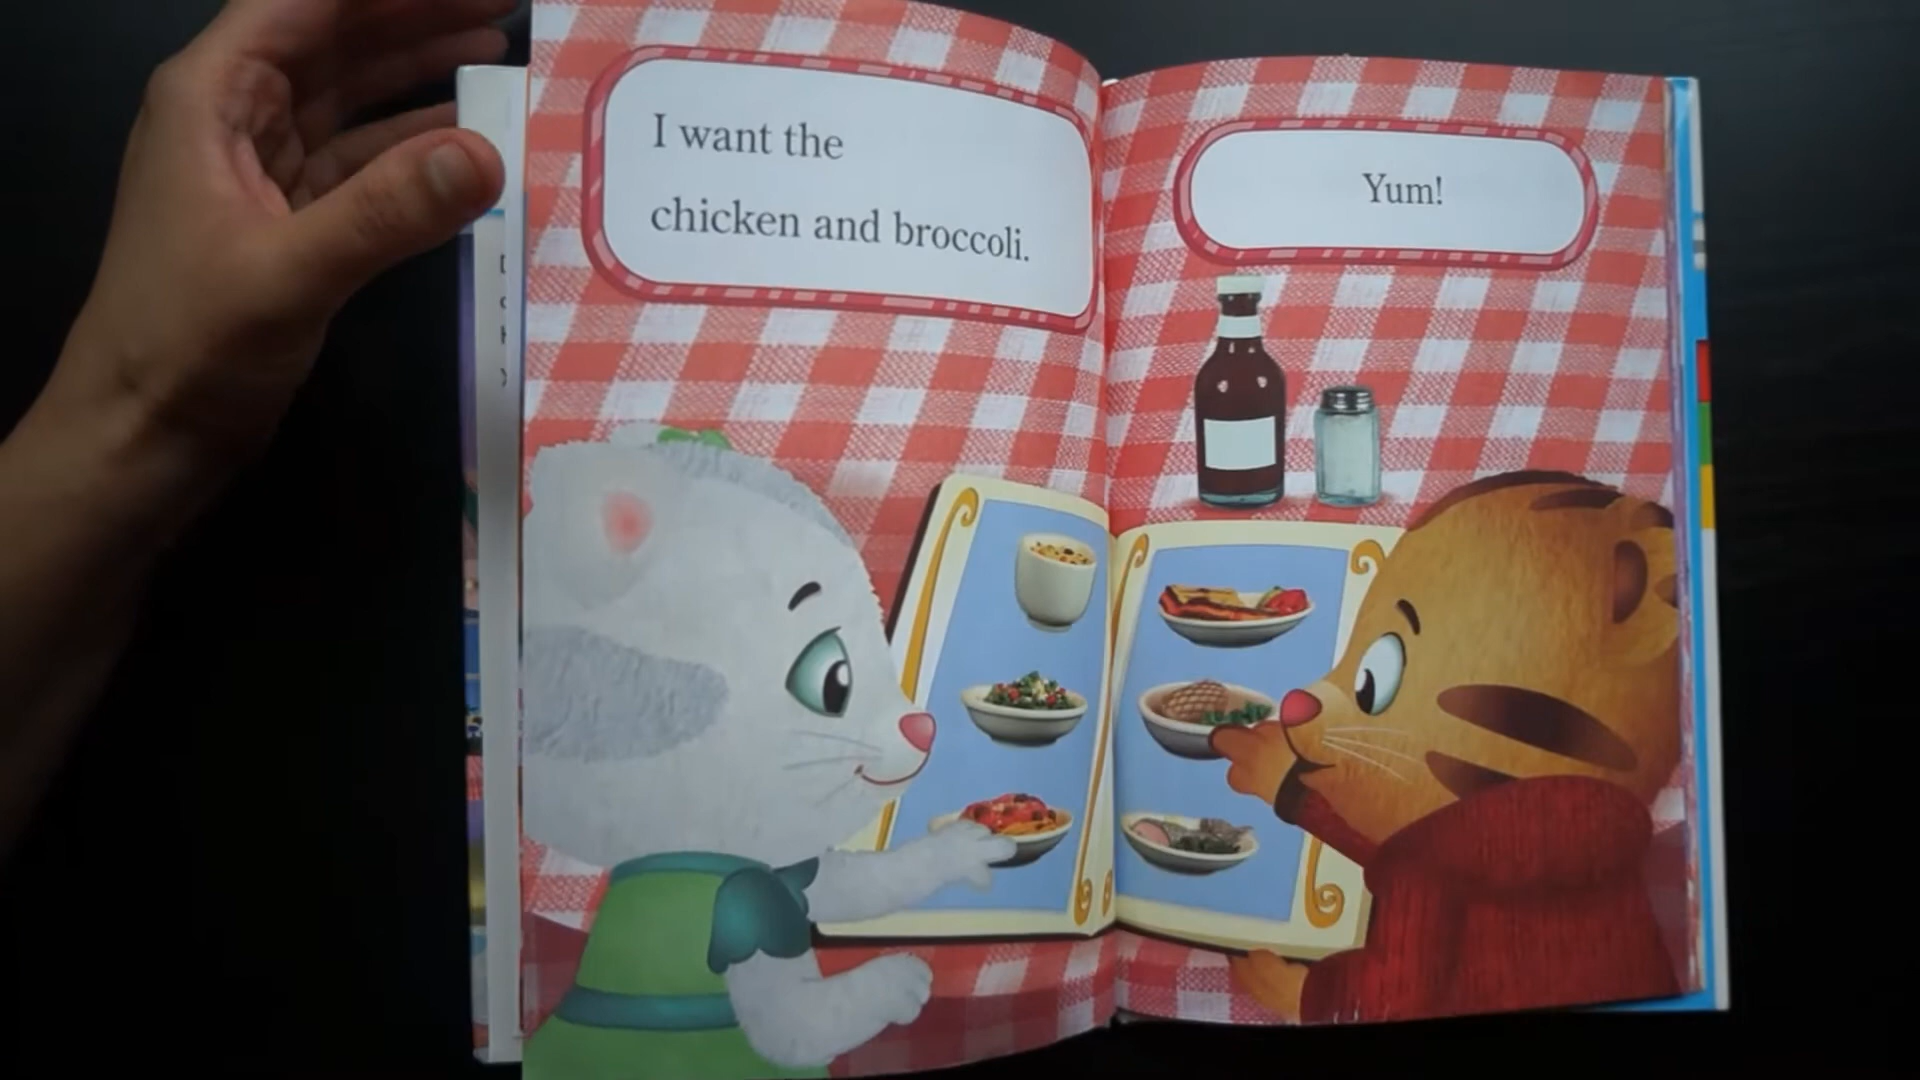 I want the
chicken and broccoli.
Yum!